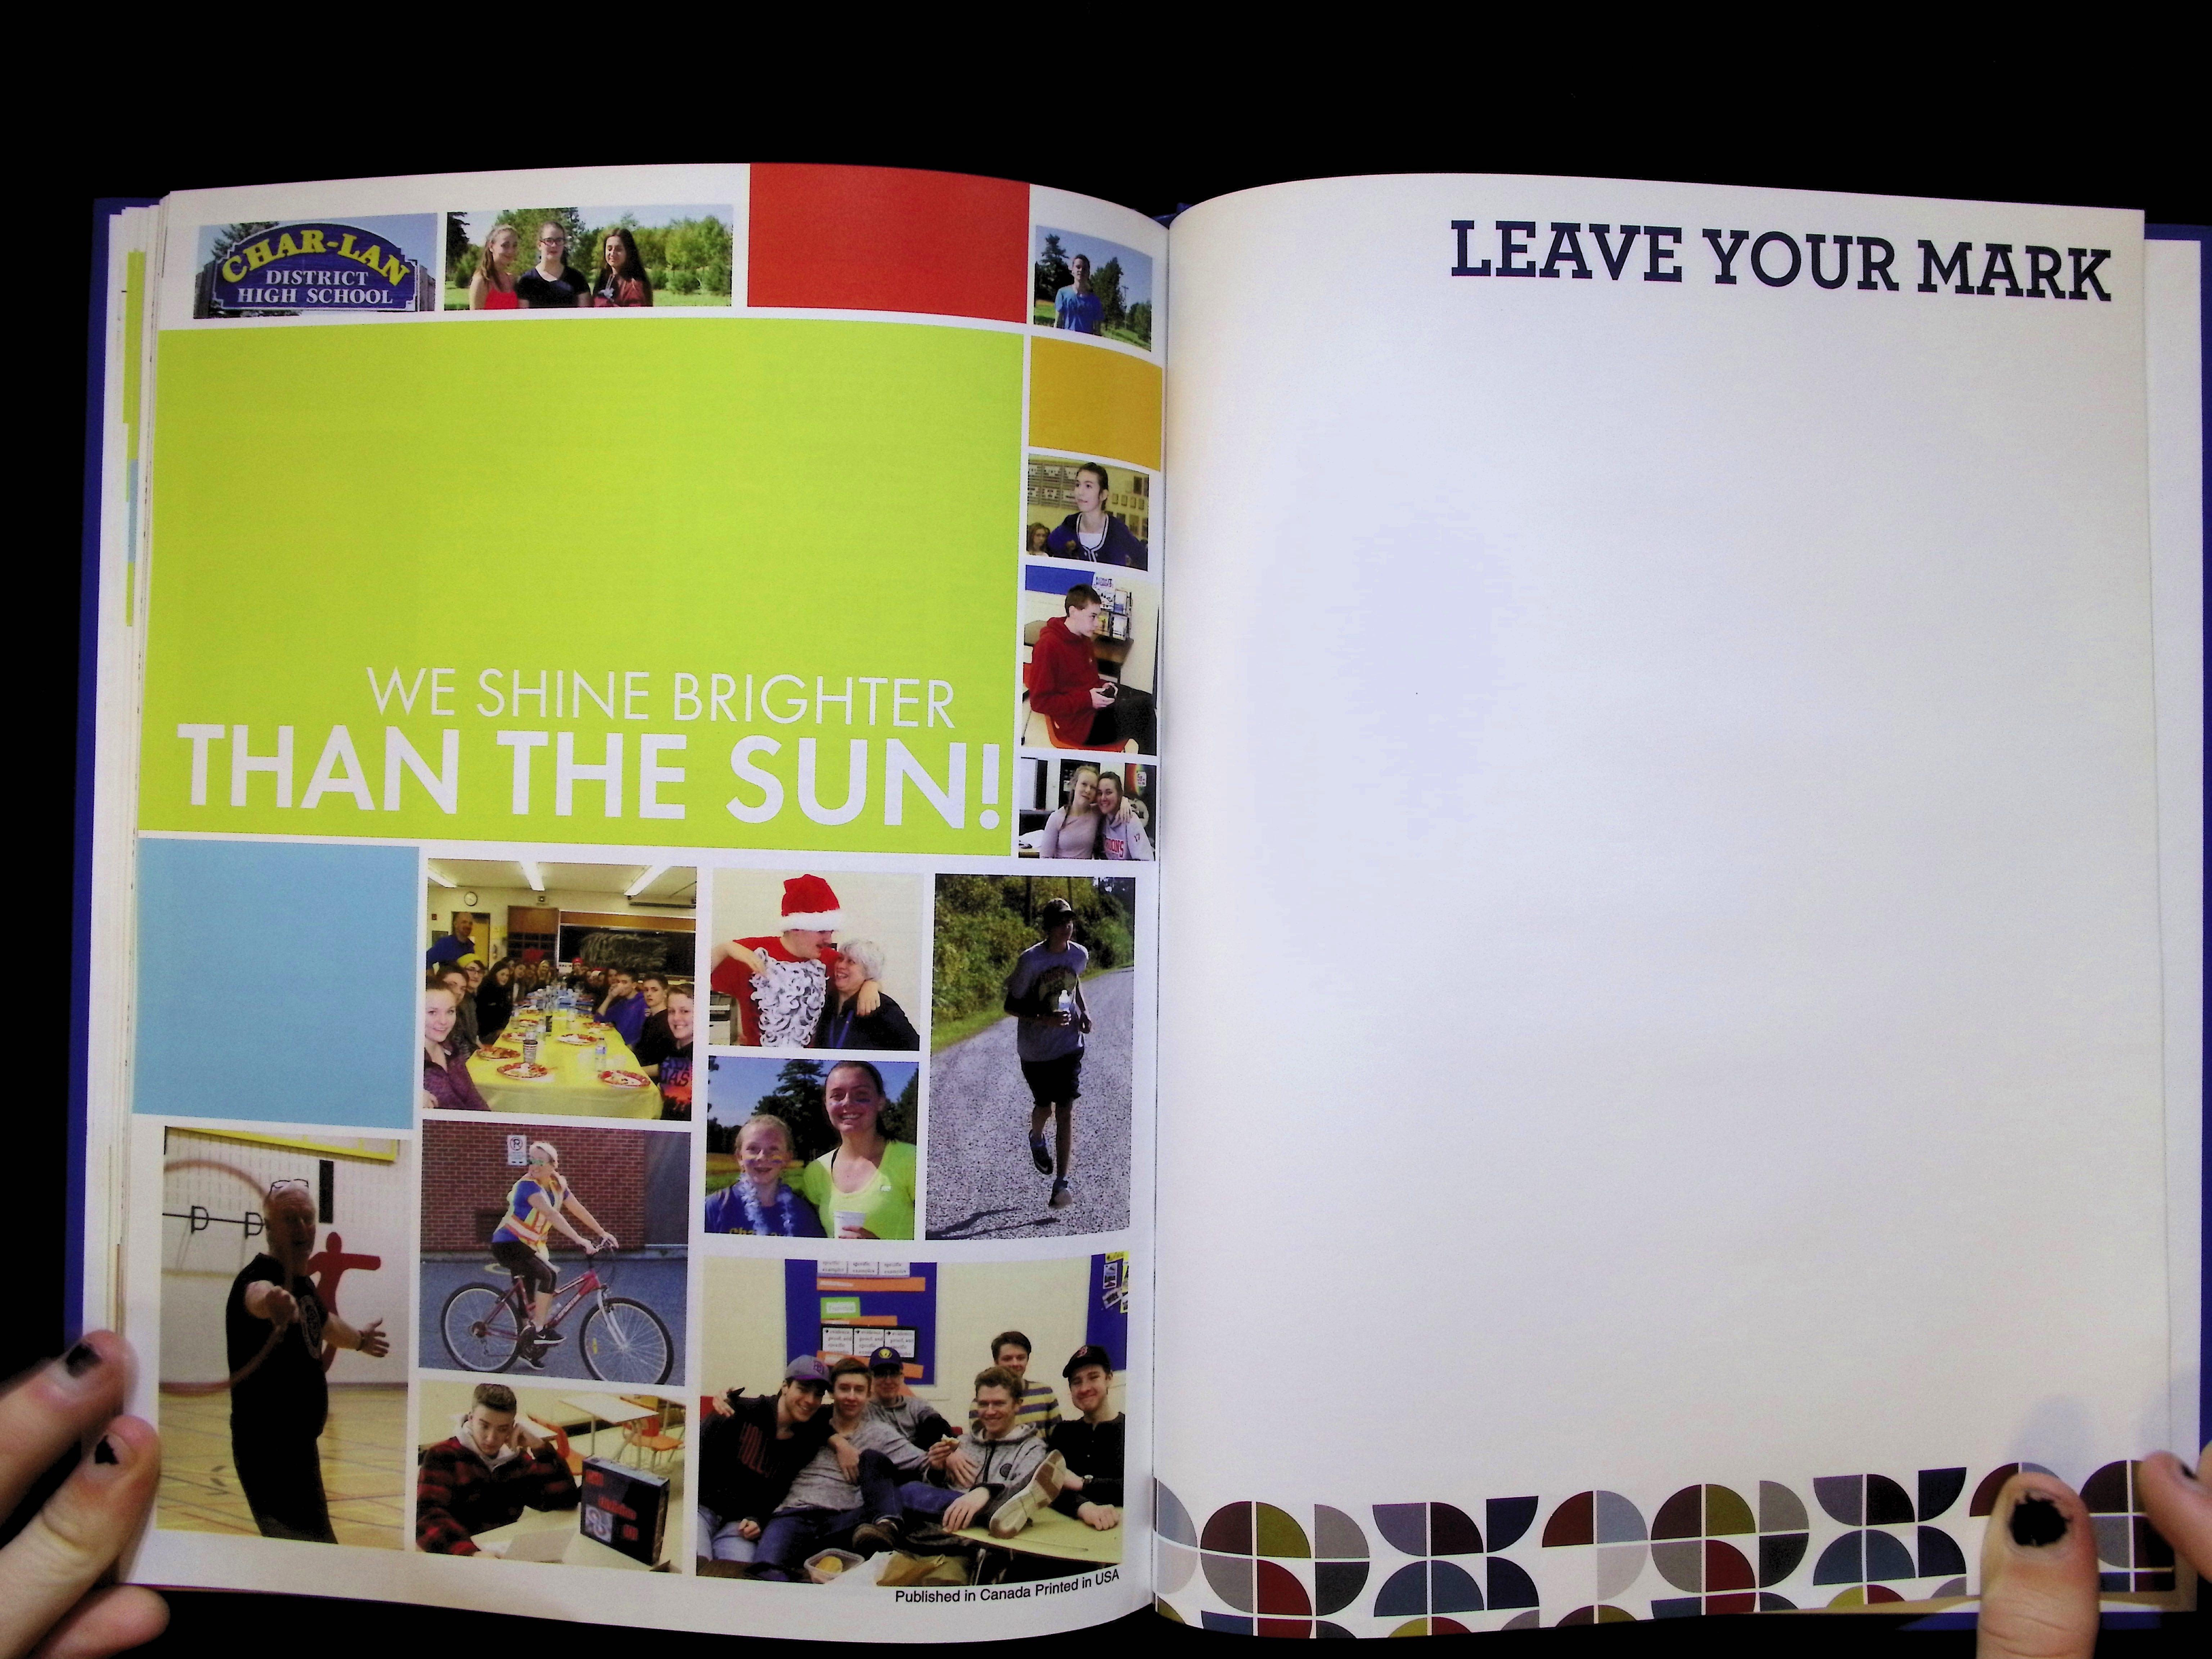 CHAR-LAN
DISTRICT
HIGH SCHOOL
WE SHINE BRIGHTER
THAN THE SUN!
Published in Canada Printed in USA
LEAVE YOUR MARK